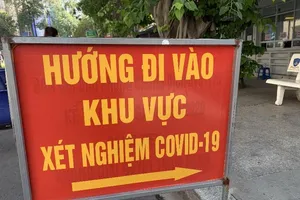 HƯỚNG ĐI VÀO
KHU VỰC
XÉT NGHIỆM COVID-19